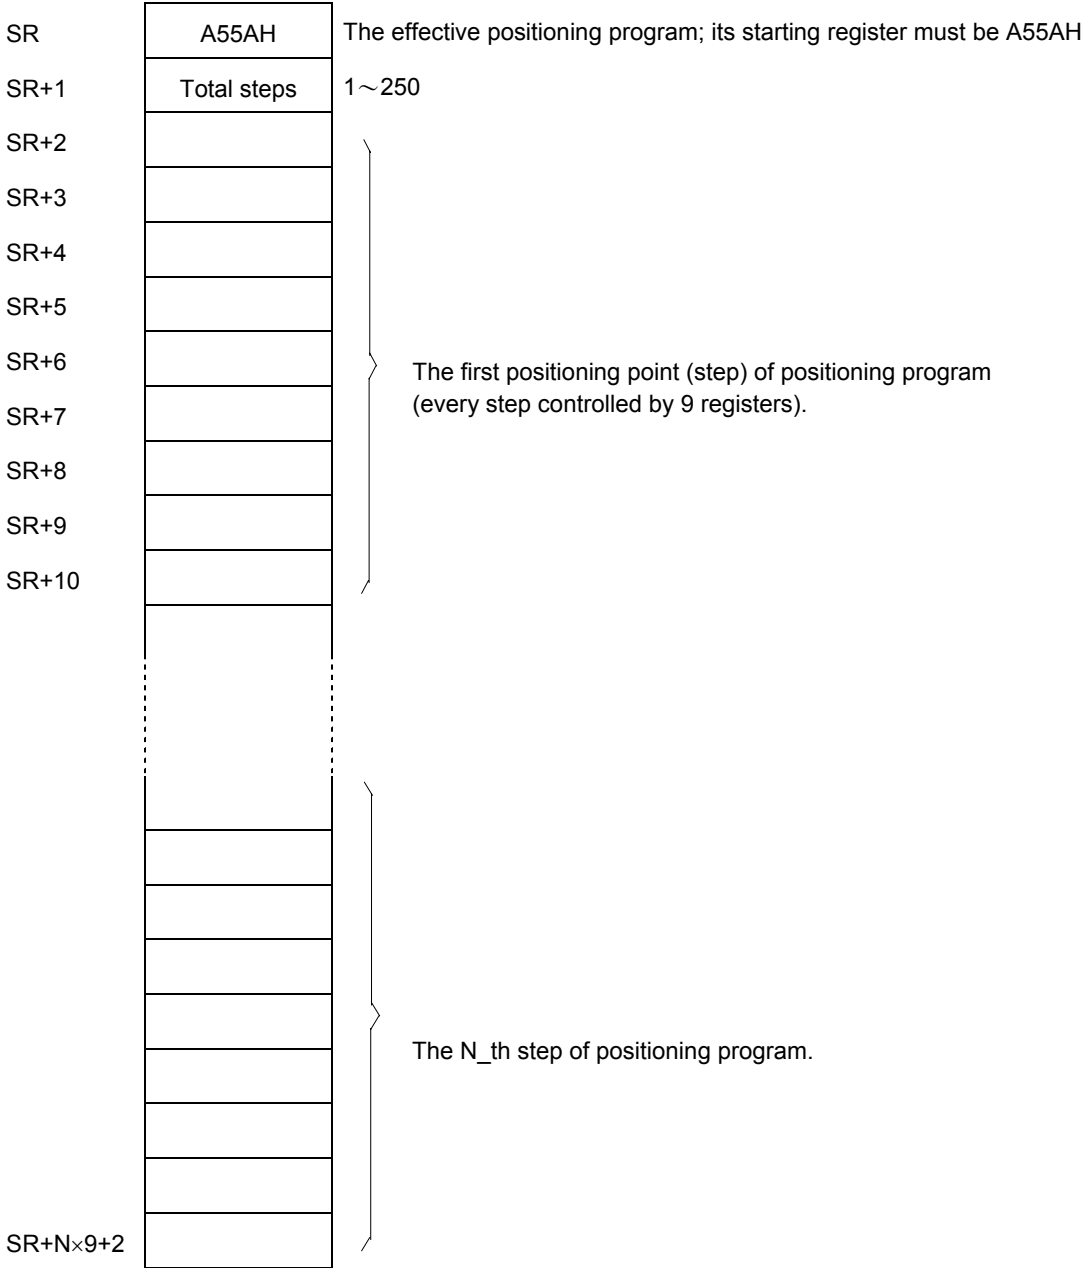 SR A55AH The effective positioning program; its starting register must be A55AH
SR+1 Total steps 1～250
SR+2
SR+3
SR+4
SR+5
SR+6
The first positioning point (step) of positioning program
(every step controlled by 9 registers).
SR+7
SR+8
SR+9
SR+10
The N_th step of positioning program.
SR+N×9+2